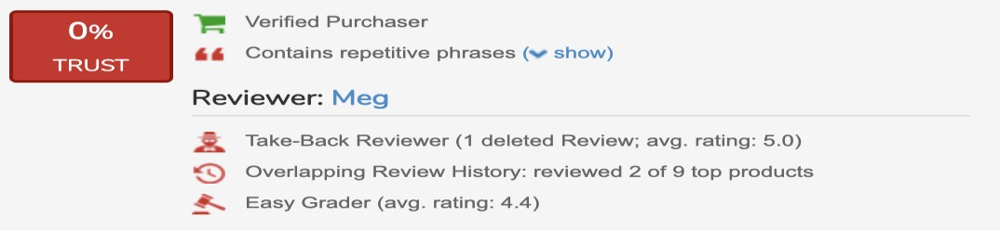 0%
TRUST
Verified Purchaser
Contains repetitive phrases (show)
Reviewer: Meg
Take-Back Reviewer (1 deleted Review; avg. rating: 5.0)
Overlapping Review History: reviewed 2 of 9 top products
Easy Grader (avg. rating: 4.4)